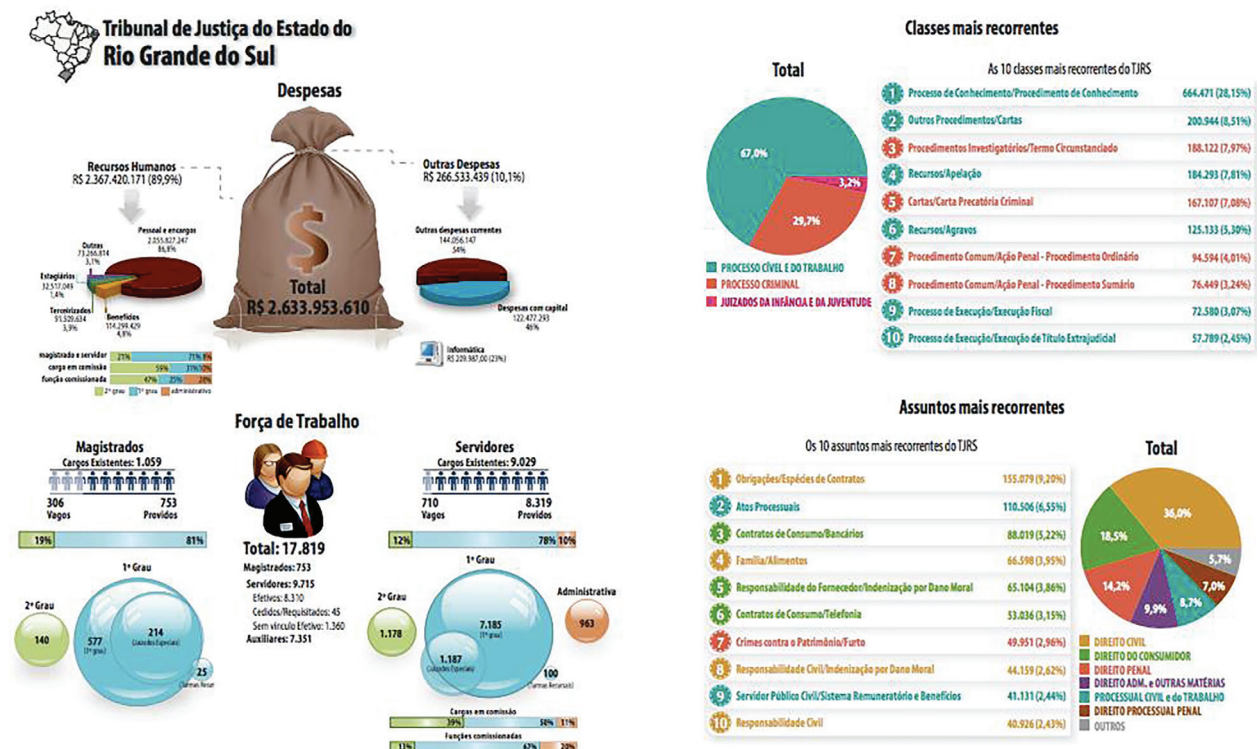 Tribunal de Justiça do Estado do
Rio Grande do Sul
Despesas
Recursos Humanos
R$ 2.367.420.171 (89,9%)
Outras Despesas
R$ 266.533.439 (10,1%)
Pessoal e encargos
2.055.827.247
86,8%
Outras
73.266.814
3,1%
Estagiários
32.517.049
1,4%
Terceirizados
91.509.634
3,9%
Benefícios
114.299.429
4,8%
$
Total
R$ 2.633.953.610
Outras despesas correntes
144.056.147
54%
Despesas com capital
122.477.293
46%
Informática
R$ 209.987,00 (23%)
magistrado e servidor 21% 71% 8%
cargo em comissão 59% 31% 10%
função comissionada 47% 25% 28%
2º grau 1º grau administrativo
Força de Trabalho
Magistrados
Cargos Existentes: 1.059
306
Vagos
753
Providos
19% 81%
1º Grau
2º Grau
140
577
(1º grau)
214
(Juizados Especiais)
25
Total: 17.819
Magistrados: 753
Servidores: 9.715
Efetivos: 8.310
Cedidos/Requisitados: 45
Sem vínculo Efetivo: 1.360
Auxiliares: 7.351
Servidores
Cargos Existentes: 9.029
710
Vagos
8.319
Providos
12% 78% 10%
1º Grau
2º Grau
1.178
7.185
(1º grau)
1.187
(Juizados Especiais)
100
(Turmas Recursais)
Administrativa
963
Cargos em comissão
39% 50% 11%
Funções comissionadas
13% 67% 20%
Classes mais recorrentes
Total
67,0%
3,2%
29,7%
PROCESSO CÍVEL E DO TRABALHO
PROCESSO CRIMINAL
JUIZADOS DA INFÂNCIA E DA JUVENTUDE
As 10 classes mais recorrentes do TJRS
1 Processo de Conhecimento/Procedimento de Conhecimento 664.471 (28,15%)
2 Outros Procedimentos/Cartas 200.944 (8,51%)
3 Procedimentos Investigatórios/Termo Circunstanciado 188.122 (7,97%)
4 Recursos/Apelação 184.293 (7,81%)
5 Cartas/Carta Precatória Criminal 167.107 (7,08%)
6 Recursos/Agravos 125.133 (5,30%)
7 Procedimento Comum/Ação Penal - Procedimento Ordinário 94.594 (4,01%)
8 Procedimento Comum/Ação Penal - Procedimento Sumário 76.449 (3,24%)
9 Processo de Execução/Execução Fiscal 72.580 (3,07%)
10 Processo de Execução/Execução de Título Extrajudicial 57.789 (2,45%)
Assuntos mais recorrentes
Os 10 assuntos mais recorrentes do TJRS
1 Obrigações/Espécies de Contratos 155.079 (9,20%)
2 Atos Processuais 110.506 (6,55%)
3 Contratos de Consumo/Bancários 88.019 (5,22%)
4 Família/Alimentos 66.598 (3,95%)
5 Responsabilidade do Fornecedor/Indenização por Dano Moral 65.104 (3,86%)
6 Contratos de Consumo/Telefonia 53.036 (3,15%)
7 Crimes contra o Patrimônio/Furto 49.951 (2,96%)
8 Responsabilidade Civil/Indenização por Dano Moral 44.159 (2,62%)
9 Servidor Público Civil/Sistema Remuneratório e Benefícios 41.131 (2,44%)
10 Responsabilidade Civil 40.926 (2,43%)
Total
36,0%
18,5%
14,2%
9,9%
8,7%
7,0%
5,7%
DIREITO CIVIL
DIREITO DO CONSUMIDOR
DIREITO PENAL
DIREITO ADM. e OUTRAS MATÉRIAS
PROCESSUAL CIVIL e do TRABALHO
DIREITO PROCESSUAL PENAL
OUTROS